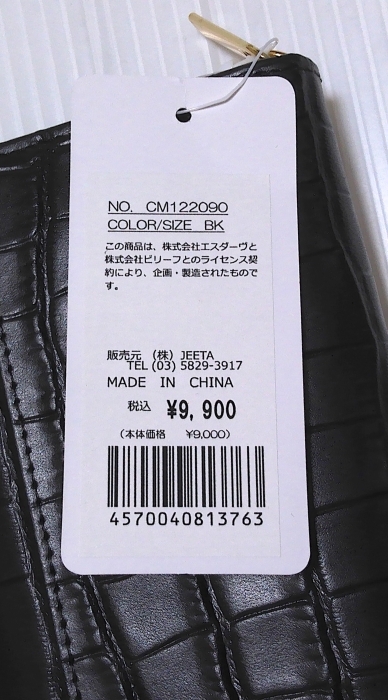 NO. CM122090
COLOR/SIZE BK
この商品は、株式会社エスダーヴと
株式会社ビリーフとのライセンス契
約により、企画・製造されたもので
す。
販売元 (株) JEETA
TEL (03) 5829-3917
MADE IN CHINA
税込 ¥9,900
(本体価格 ¥9,000)
4570040813763